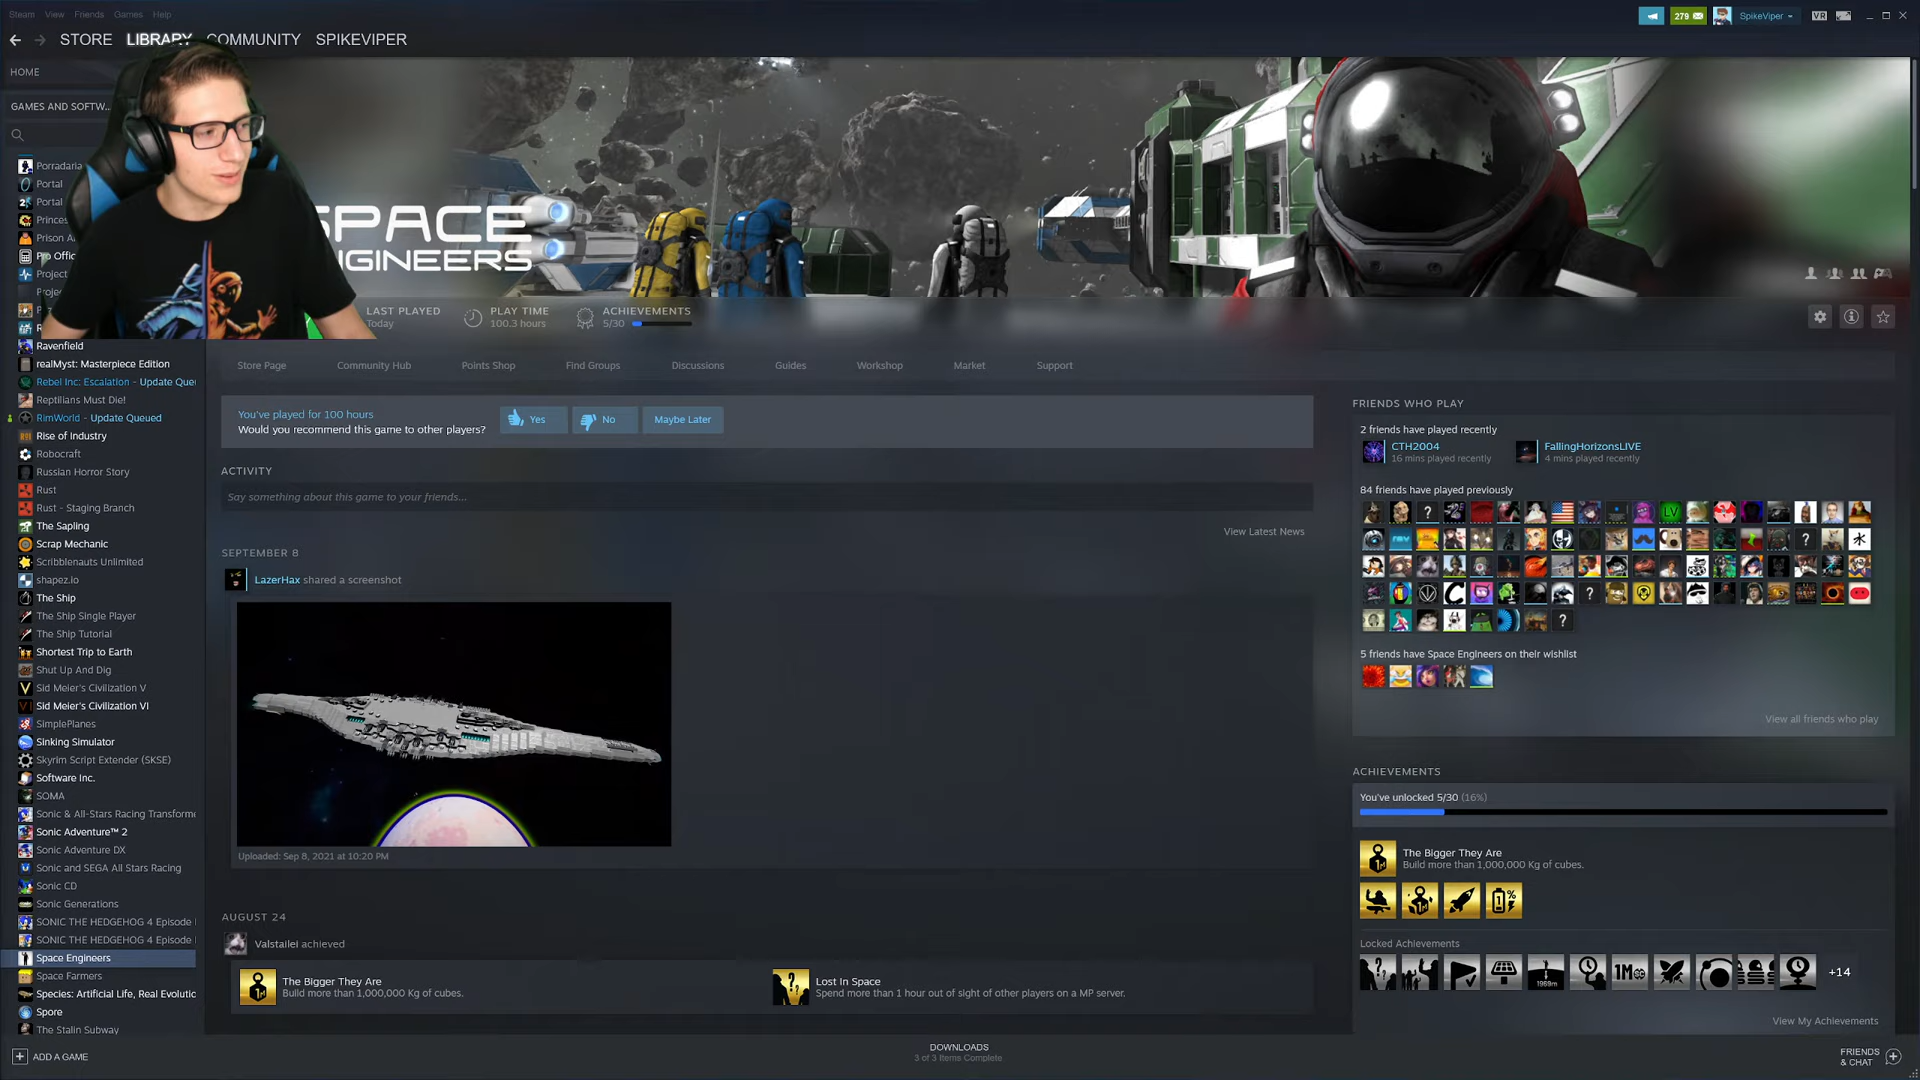 Steam View Friends Games Help
279 SpikeViper VR
STORE LIBRARY COMMUNITY SPIKEVIPER
HOME
GAMES AND SOFTW...
Porradaria
Portal
Portal
Princes
Prison A
Pro Offic
Project
Proje
Ravenfield
realMyst: Masterpiece Edition
Rebel Inc: Escalation - Update Que
Reptilians Must Die!
RimWorld - Update Queued
Rise of Industry
Robocraft
Russian Horror Story
Rust
Rust - Staging Branch
The Sapling
Scrap Mechanic
Scribblenauts Unlimited
shapez.io
The Ship
The Ship Single Player
The Ship Tutorial
Shortest Trip to Earth
Shut Up And Dig
Sid Meier's Civilization V
Sid Meier's Civilization VI
SimplePlanes
Sinking Simulator
Skyrim Script Extender (SKSE)
Software Inc.
SOMA
Sonic & All-Stars Racing Transforme
Sonic Adventure™ 2
Sonic Adventure DX
Sonic and SEGA All Stars Racing
Sonic CD
Sonic Generations
SONIC THE HEDGEHOG 4 Episode
SONIC THE HEDGEHOG 4 Episode
Space Engineers
Space Farmers
Species: Artificial Life, Real Evolutic
Spore
The Stalin Subway
ADD A GAME
SPACE
NGINEERS
LAST PLAYED
Today
PLAY TIME
100.3 hours
ACHIEVEMENTS
5/30
Store Page Community Hub Points Shop Find Groups Discussions Guides Workshop Market Support
You've played for 100 hours
Would you recommend this game to other players?
Yes No Maybe Later
ACTIVITY
Say something about this game to your friends...
View Latest News
SEPTEMBER 8
LazerHax shared a screenshot
Uploaded: Sep 8, 2021 at 10:20 PM
AUGUST 24
Valstailei achieved
The Bigger They Are
Build more than 1,000,000 Kg of cubes.
Lost In Space
Spend more than 1 hour out of sight of other players on a MP server.
FRIENDS WHO PLAY
2 friends have played recently
CTH2004
16 mins played recently
FallingHorizonsLIVE
4 mins played recently
84 friends have played previously
5 friends have Space Engineers on their wishlist
View all friends who play
ACHIEVEMENTS
You've unlocked 5/30 (16%)
The Bigger They Are
Build more than 1,000,000 Kg of cubes.
Locked Achievements
1969m
1M
+14
View My Achievements
DOWNLOADS
3 of 3 Items Complete
FRIENDS
& CHAT